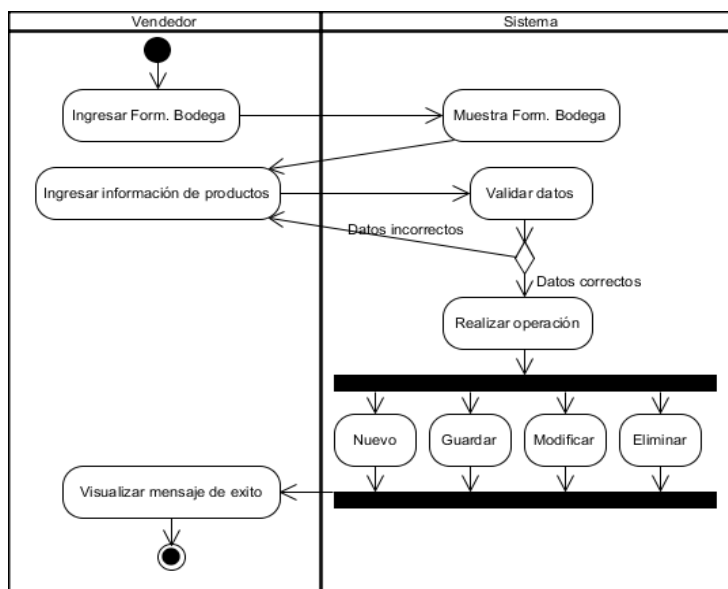 Vendedor
Sistema
Ingresar Form. Bodega
Muestra Form. Bodega
Ingresar información de productos
Validar datos
Datos incorrectos
Datos correctos
Realizar operación
Nuevo
Guardar
Modificar
Eliminar
Visualizar mensaje de exito